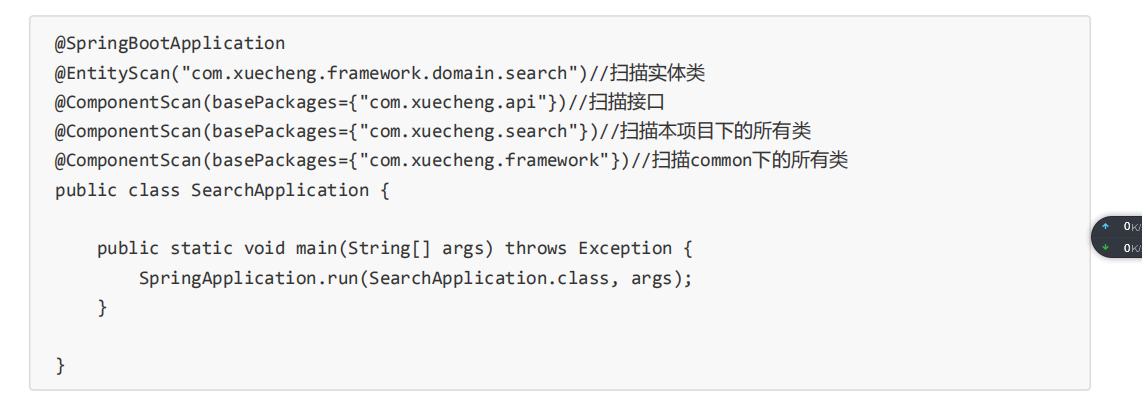 @SpringBootApplication
@EntityScan("com.xuecheng.framework.domain.search")//扫描实体类
@ComponentScan(basePackages={"com.xuecheng.api"})//扫描接口
@ComponentScan(basePackages={"com.xuecheng.search"})//扫描本项目下的所有类
@ComponentScan(basePackages={"com.xuecheng.framework"})//扫描common下的所有类
public class SearchApplication {
    public static void main(String[] args) throws Exception {
        SpringApplication.run(SearchApplication.class, args);
    }
}
↑ 0K/
↓ 0K/